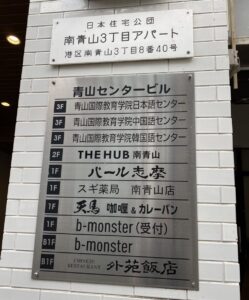 日本住宅公団
南青山3丁目アパート
港区南青山3丁目8番40号
青山センタービル
3F 青山国際教育学院日本語センター
3F 青山国際教育学院中国語センター
3F 青山国際教育学院韓国語センター
2F THE HUB 南青山
1F パール志摩
1F スギ薬局 南青山店
1F 天馬 咖喱&カレーパン
1F b-monster(受付)
B1F b-monster
B1F CHINESE RESTAURANT 外苑飯店